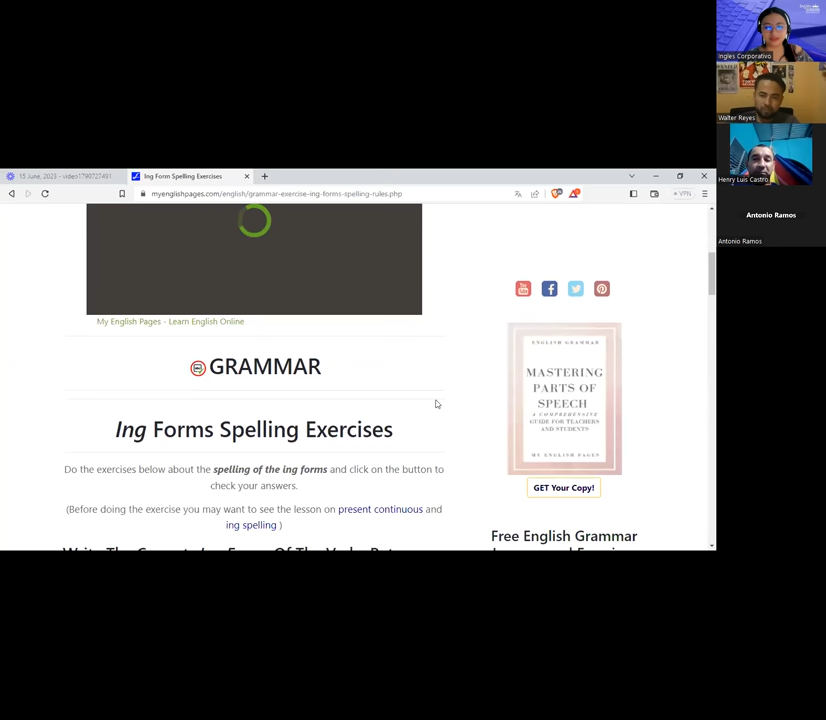 Ingles Corporativo
Walter Reyes
Henry Luis Castro
Antonio Ramos
Antonio Ramos
15 June, 2023 - video1790727491
Ing Form Spelling Exercises
myenglishpages.com/english/grammar-exercise-ing-forms-spelling-rules.php
VPN
My English Pages - Learn English Online
GRAMMAR
Ing Forms Spelling Exercises
Do the exercises below about the spelling of the ing forms and click on the button to
check your answers.
(Before doing the exercise you may want to see the lesson on present continuous and
ing spelling )
ENGLISH GRAMMAR
MASTERING
PARTS OF
SPEECH
A COMPREHENSIVE
GUIDE FOR TEACHERS
AND STUDENTS
MY ENGLISH PAGES
GET Your Copy!
Free English Grammar